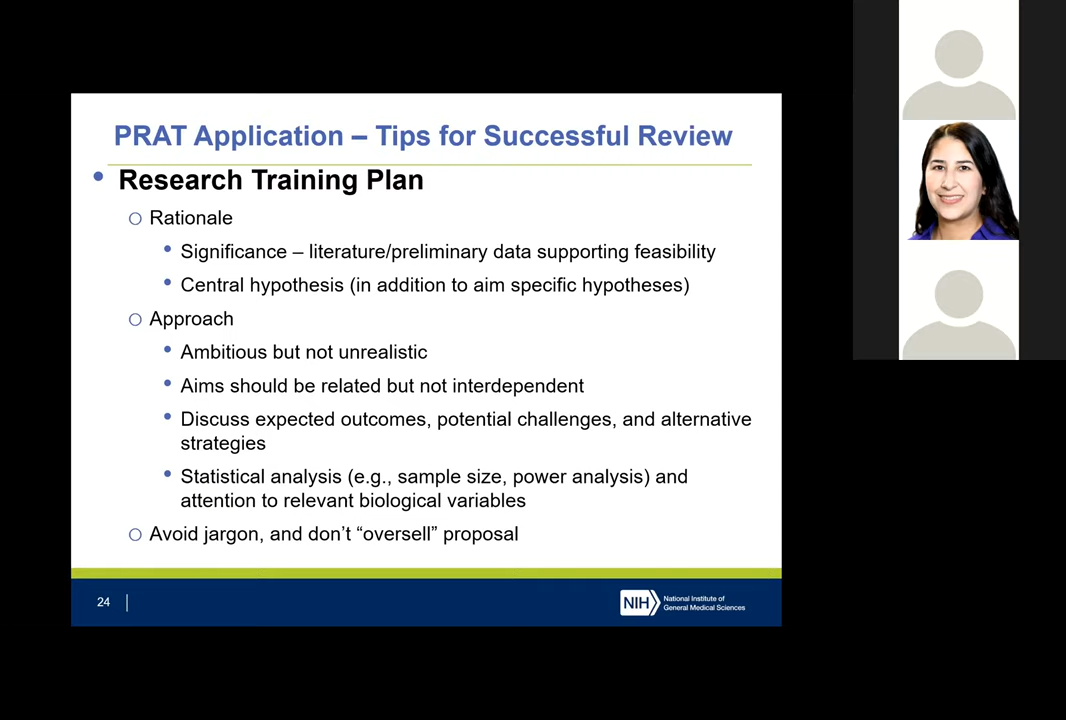 PRAT Application – Tips for Successful Review
• Research Training Plan
○ Rationale
• Significance – literature/preliminary data supporting feasibility
• Central hypothesis (in addition to aim specific hypotheses)
○ Approach
• Ambitious but not unrealistic
• Aims should be related but not interdependent
• Discuss expected outcomes, potential challenges, and alternative
strategies
• Statistical analysis (e.g., sample size, power analysis) and
attention to relevant biological variables
○ Avoid jargon, and don’t “oversell” proposal
24
NIH
National Institute of
General Medical Sciences